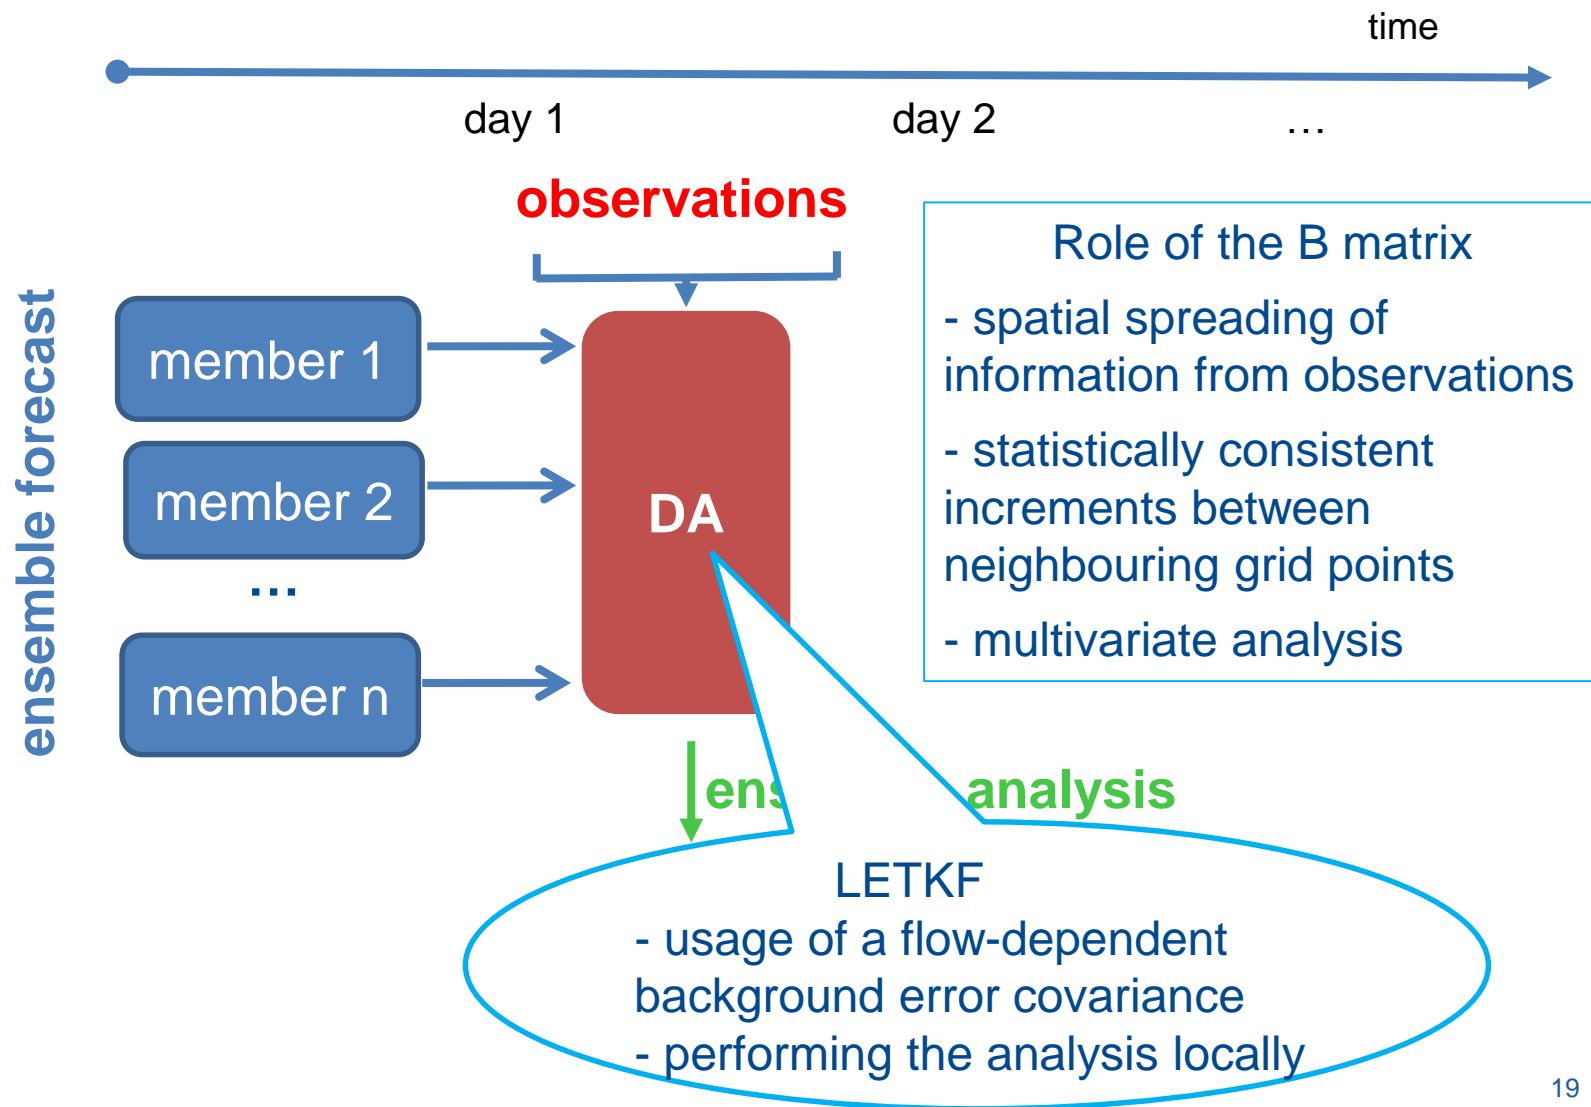 time
day 1
day 2
...
observations
ensemble forecast
member 1
member 2
...
member n
DA
Role of the B matrix
- spatial spreading of
information from observations
- statistically consistent
increments between
neighbouring grid points
- multivariate analysis
analysis
LETKF
- usage of a flow-dependent
background error covariance
- performing the analysis locally
19